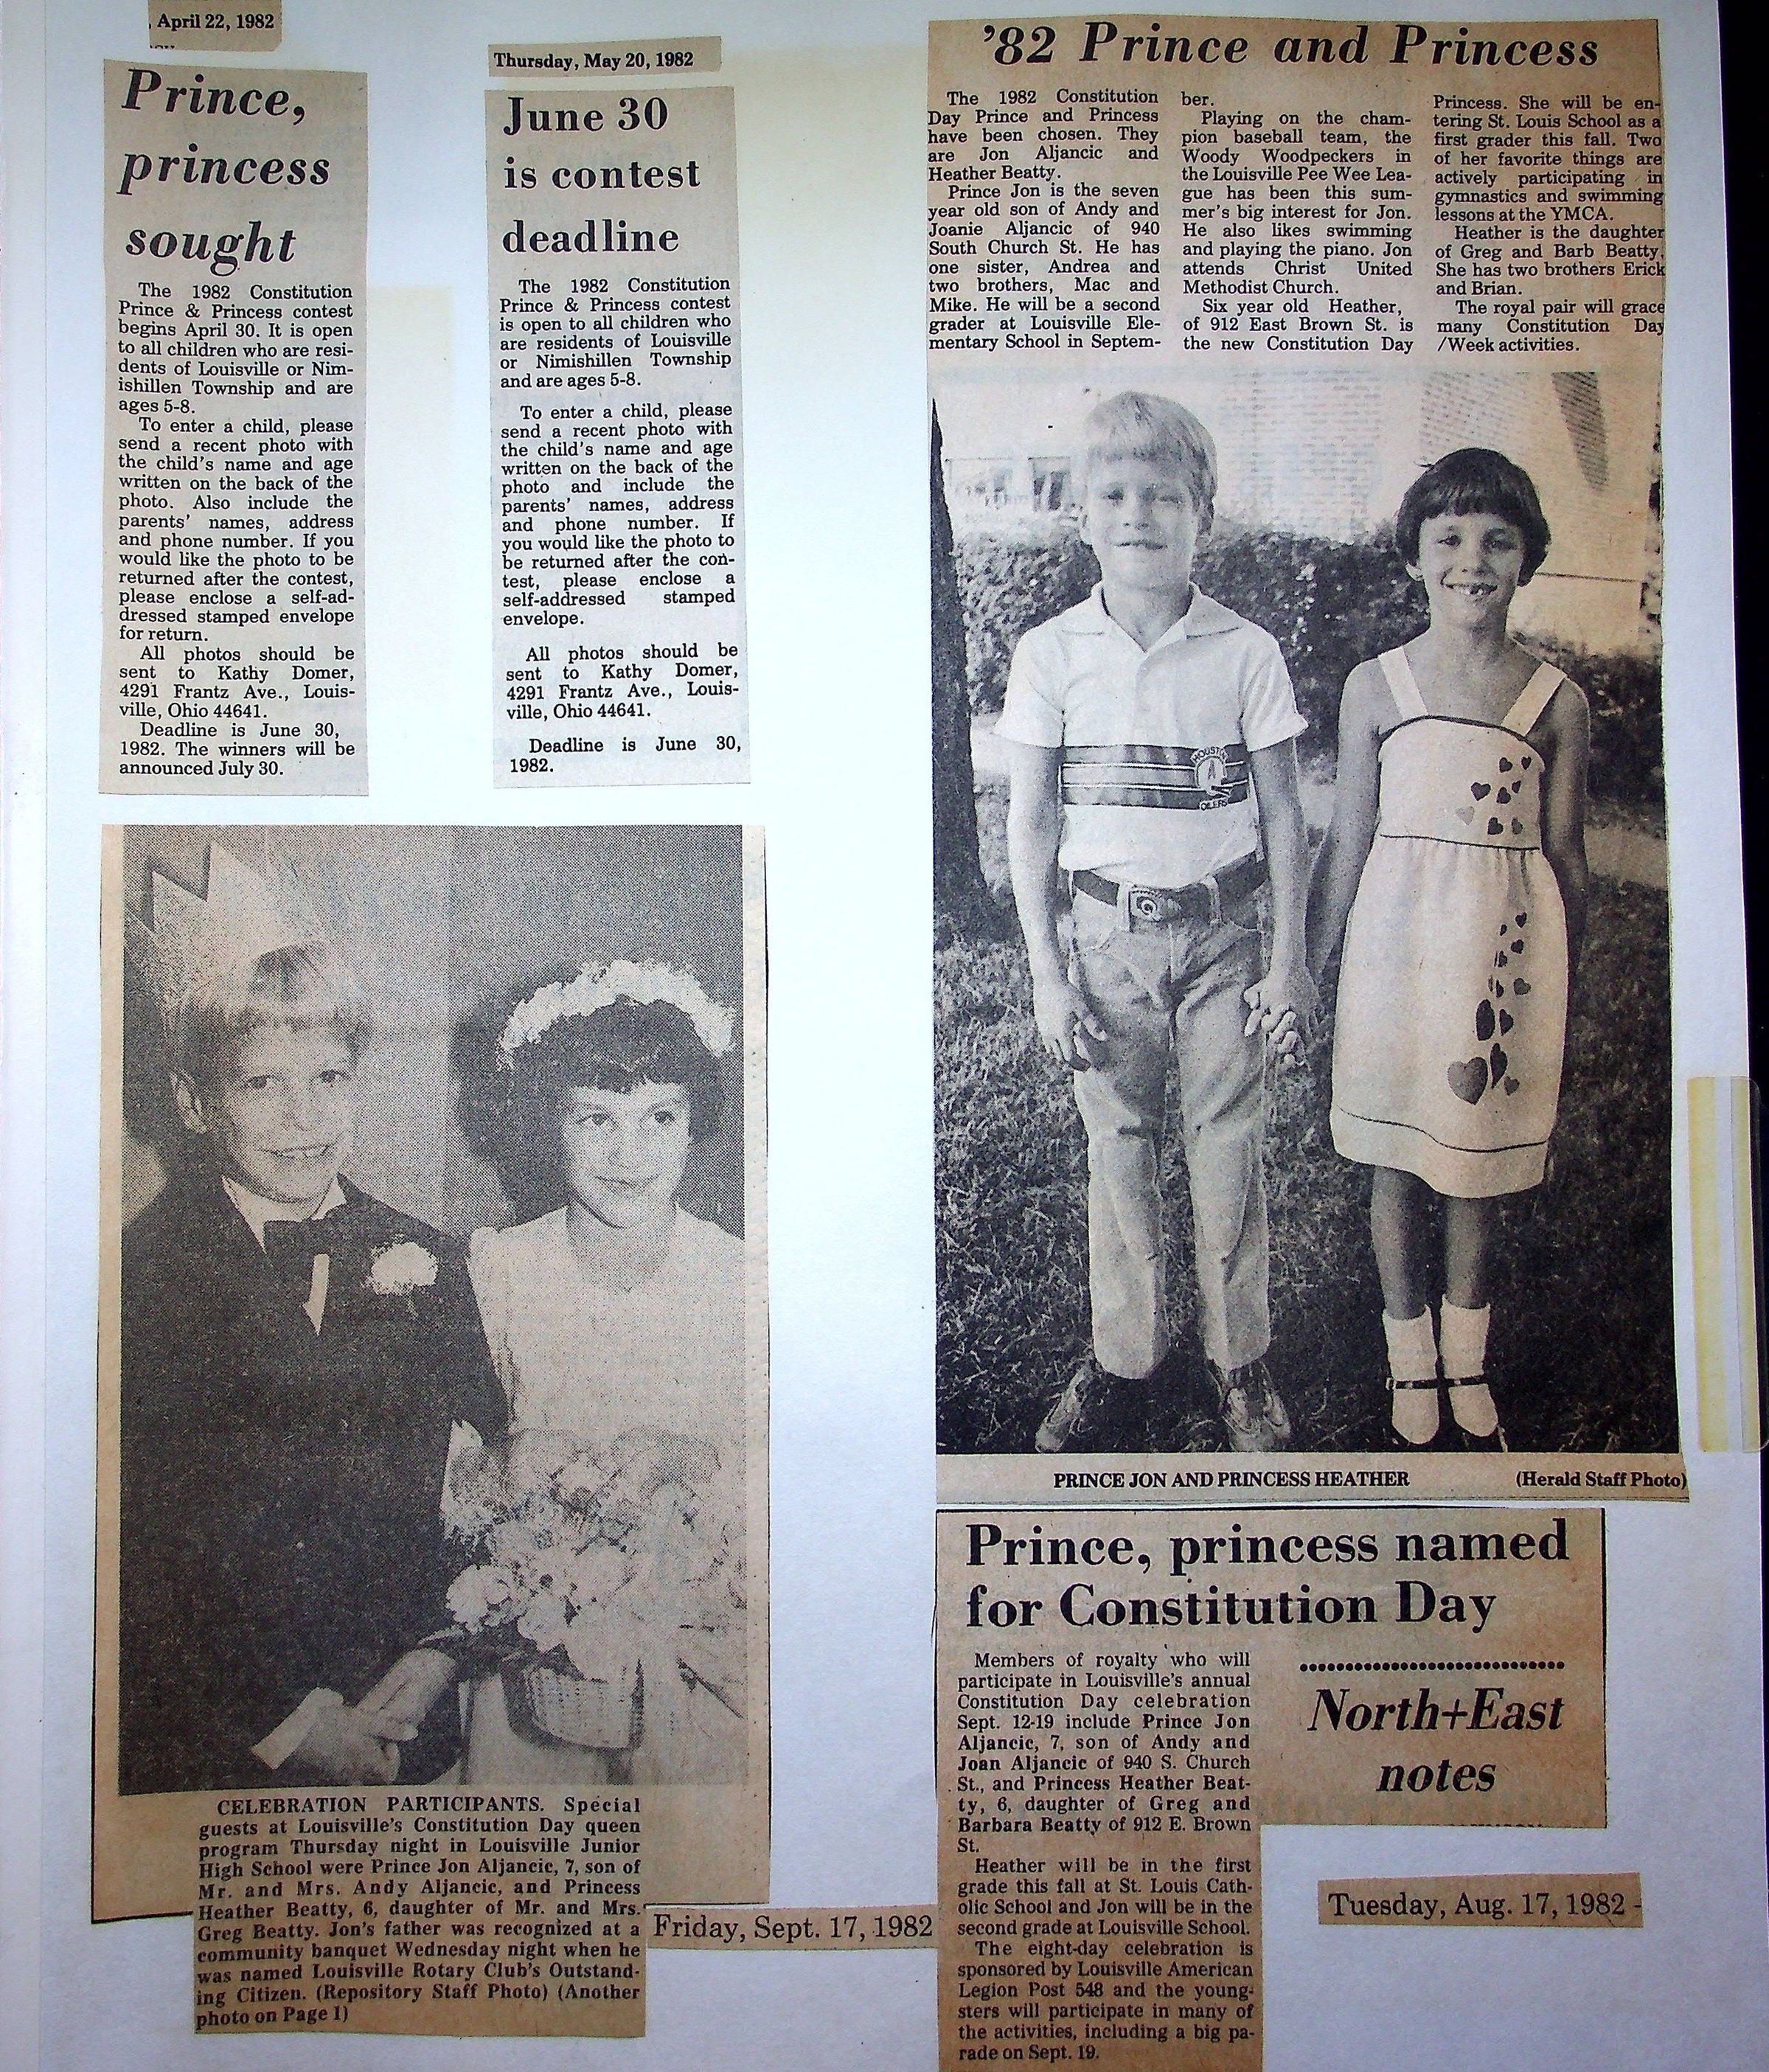 , April 22, 1982
Prince,
princess
sought
The 1982 Constitution
Prince & Princess contest
begins April 30. It is open
to all children who are resi-
dents of Louisville or Nim-
ishillen Township and are
ages 5-8.
To enter a child, please
send a recent photo with
the child's name and age
written on the back of the
photo. Also include the
parents' names, address
and phone number. If you
would like the photo to be
returned after the contest,
please enclose a self-ad-
dressed stamped envelope
for return.
All photos should be
sent to Kathy Domer,
4291 Frantz Ave., Louis-
ville, Ohio 44641.
Deadline is June 30,
1982. The winners will be
announced July 30.
Thursday, May 20, 1982
June 30
is contest
deadline
The 1982 Constitution
Prince & Princess contest
is open to all children who
are residents of Louisville
or Nimishillen Township
and are ages 5-8.
To enter a child, please
send a recent photo with
the child's name and age
written on the back of the
photo and include the
parents' names, address
and phone number. If
you would like the photo to
be returned after the con-
test, please enclose a
self-addressed stamped
envelope.
All photos should be
sent to Kathy Domer,
4291 Frantz Ave., Louis-
ville, Ohio 44641.
Deadline is June 30,
1982.
CELEBRATION PARTICIPANTS. Special
guests at Louisville's Constitution Day queen
program Thursday night in Louisville Junior
High School were Prince Jon Aljancic, 7, son of
Mr. and Mrs. Andy Aljancic, and Princess
Heather Beatty, 6, daughter of Mr. and Mrs.
Greg Beatty. Jon's father was recognized at a
community banquet Wednesday night when he
was named Louisville Rotary Club's Outstand-
ing Citizen. (Repository Staff Photo) (Another
photo on Page 1)
Friday, Sept. 17, 1982
'82 Prince and Princess
The 1982 Constitution
Day Prince and Princess
have been chosen. They
are Jon Aljancic and
Heather Beatty.
Prince Jon is the seven
year old son of Andy and
Joanie Aljancic of 940
South Church St. He has
one sister, Andrea and
two brothers, Mac and
Mike. He will be a second
grader at Louisville Ele-
mentary School in Septem-
ber.
Playing on the cham-
pion baseball team, the
Woody Woodpeckers in
the Louisville Pee Wee Lea-
gue has been this sum-
mer's big interest for Jon.
He also likes swimming
and playing the piano. Jon
attends Christ United
Methodist Church.
Six year old Heather,
of 912 East Brown St. is
the new Constitution Day
Princess. She will be en-
tering St. Louis School as a
first grader this fall. Two
of her favorite things are
actively participating in
gymnastics and swimming
lessons at the YMCA.
Heather is the daughter
of Greg and Barb Beatty.
She has two brothers Erick
and Brian.
The royal pair will grace
many Constitution Day
/Week activities.
HOUSTON
OILERS
PRINCE JON AND PRINCESS HEATHER
(Herald Staff Photo)
Prince, princess named
for Constitution Day
Members of royalty who will
participate in Louisville's annual
Constitution Day celebration
Sept. 12-19 include Prince Jon
Aljancic, 7, son of Andy and
Joan Aljancic of 940 S. Church
St., and Princess Heather Beat-
ty, 6, daughter of Greg and
Barbara Beatty of 912 E. Brown
St.
Heather will be in the first
grade this fall at St. Louis Cath-
olic School and Jon will be in the
second grade at Louisville School.
The eight-day celebration is
sponsored by Louisville American
Legion Post 548 and the young-
sters will participate in many of
the activities, including a big pa-
rade on Sept. 19.
North+East
notes
Tuesday, Aug. 17, 1982 -